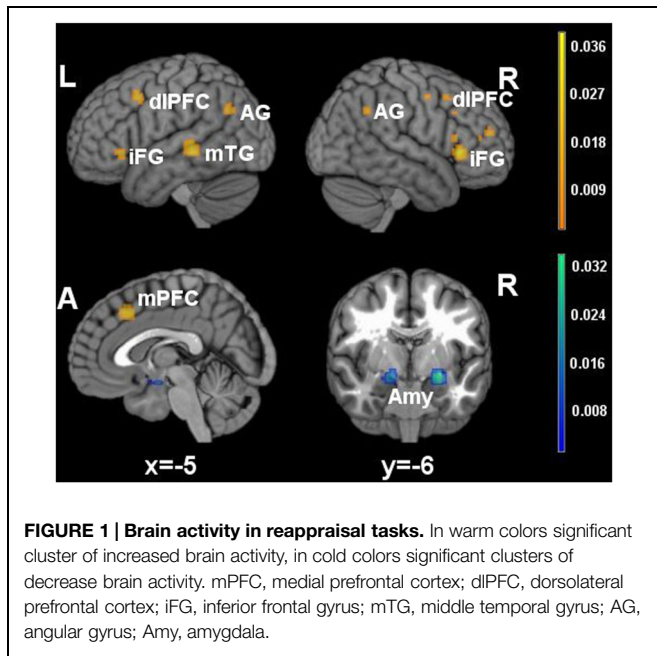 L
R
dlPFC
AG
iFG
mTG
AG
dlPFC
iFG
0.036
0.027
0.018
0.009
A
mPFC
x=-5
R
Amy
y=-6
0.032
0.024
0.016
0.008
FIGURE 1 | Brain activity in reappraisal tasks. In warm colors significant
cluster of increased brain activity, in cold colors significant clusters of
decrease brain activity. mPFC, medial prefrontal cortex; dlPFC, dorsolateral
prefrontal cortex; iFG, inferior frontal gyrus; mTG, middle temporal gyrus; AG,
angular gyrus; Amy, amygdala.